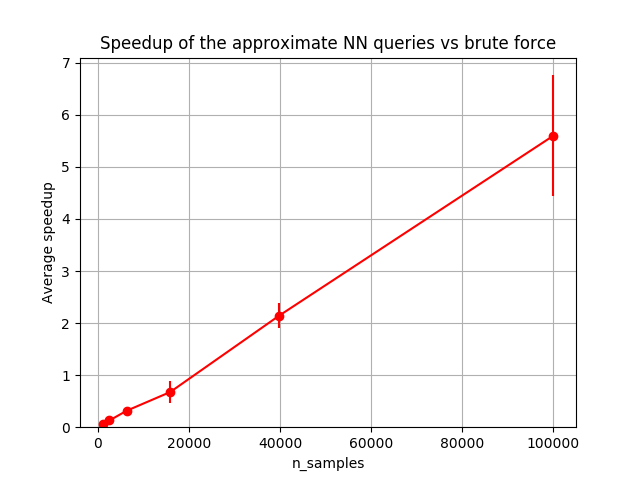 Speedup of the approximate NN queries vs brute force
7
6
5
4
3
2
1
0
Average speedup
0 20000 40000 60000 80000 100000
n_samples